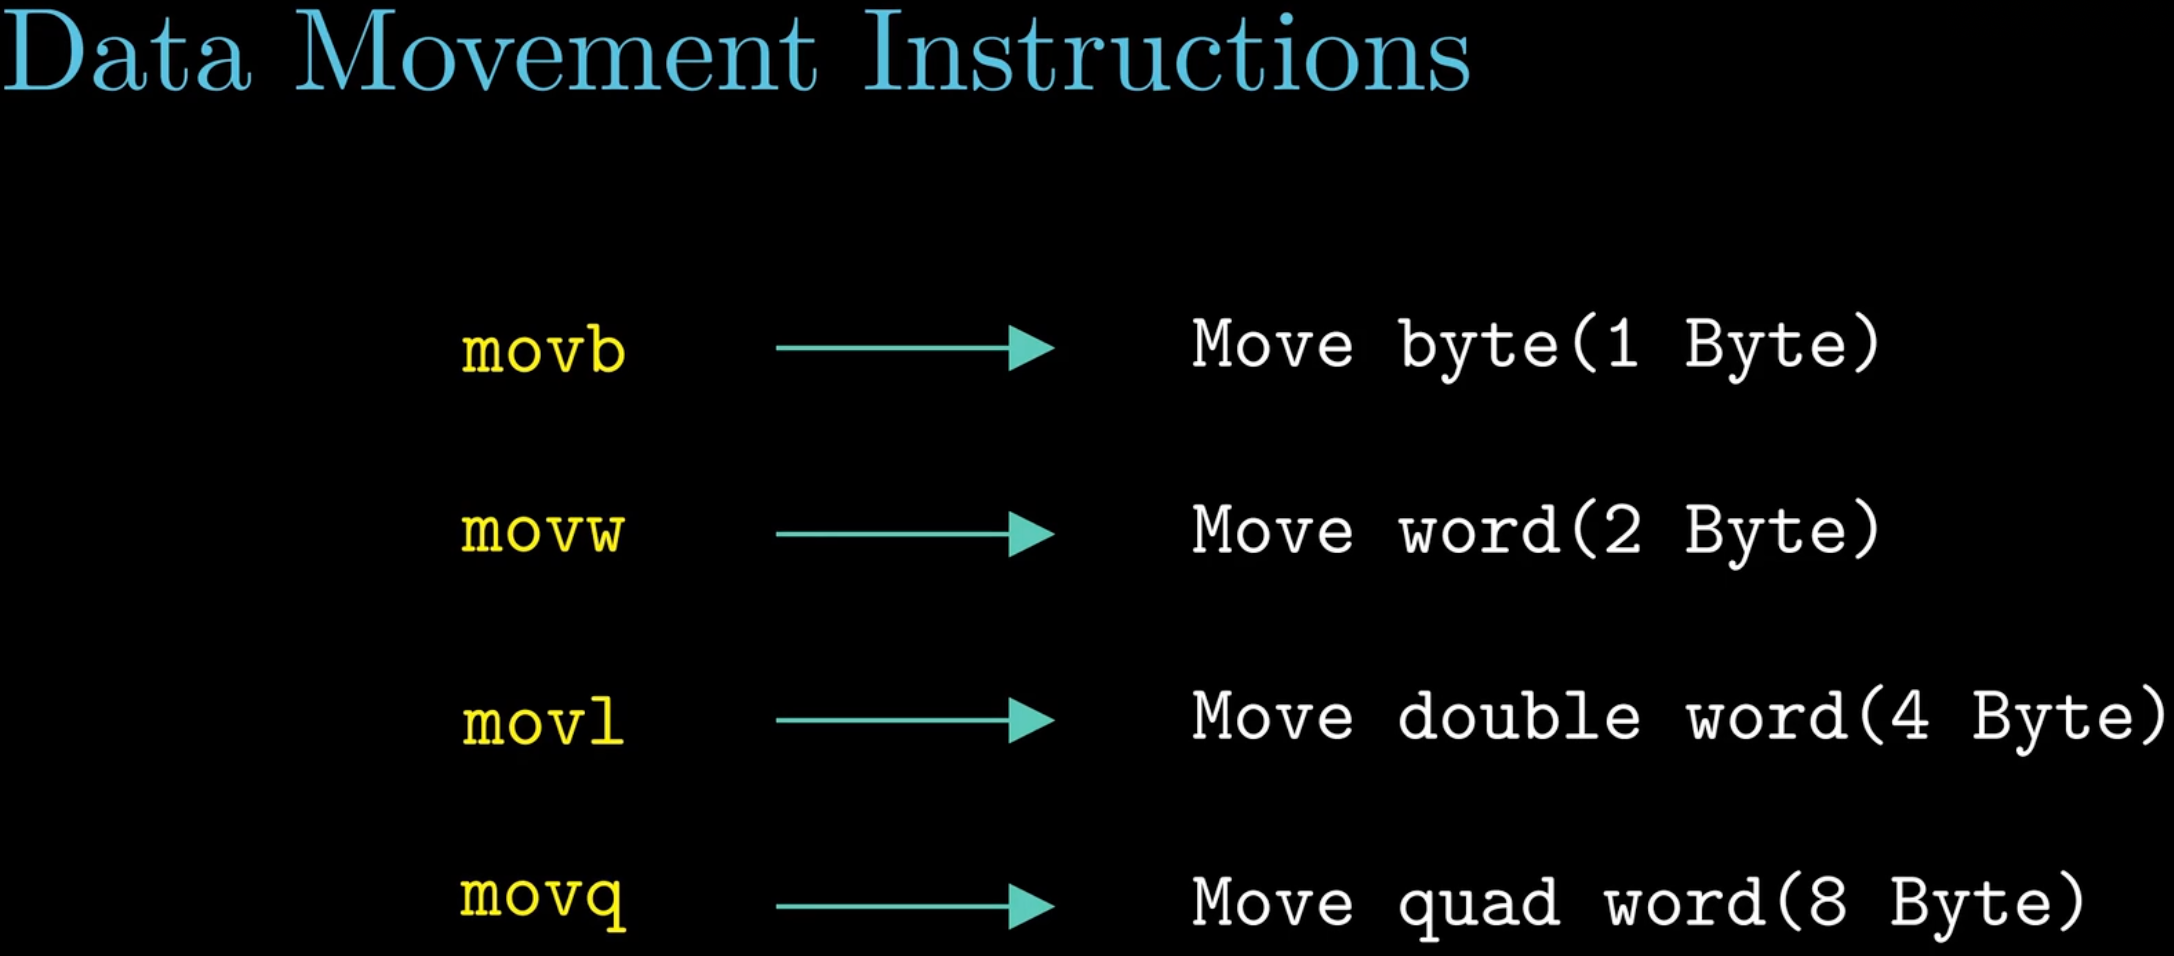 Data Movement Instructions
movb Move byte(1 Byte)
movw Move word(2 Byte)
movl Move double word(4 Byte)
movq Move quad word(8 Byte)